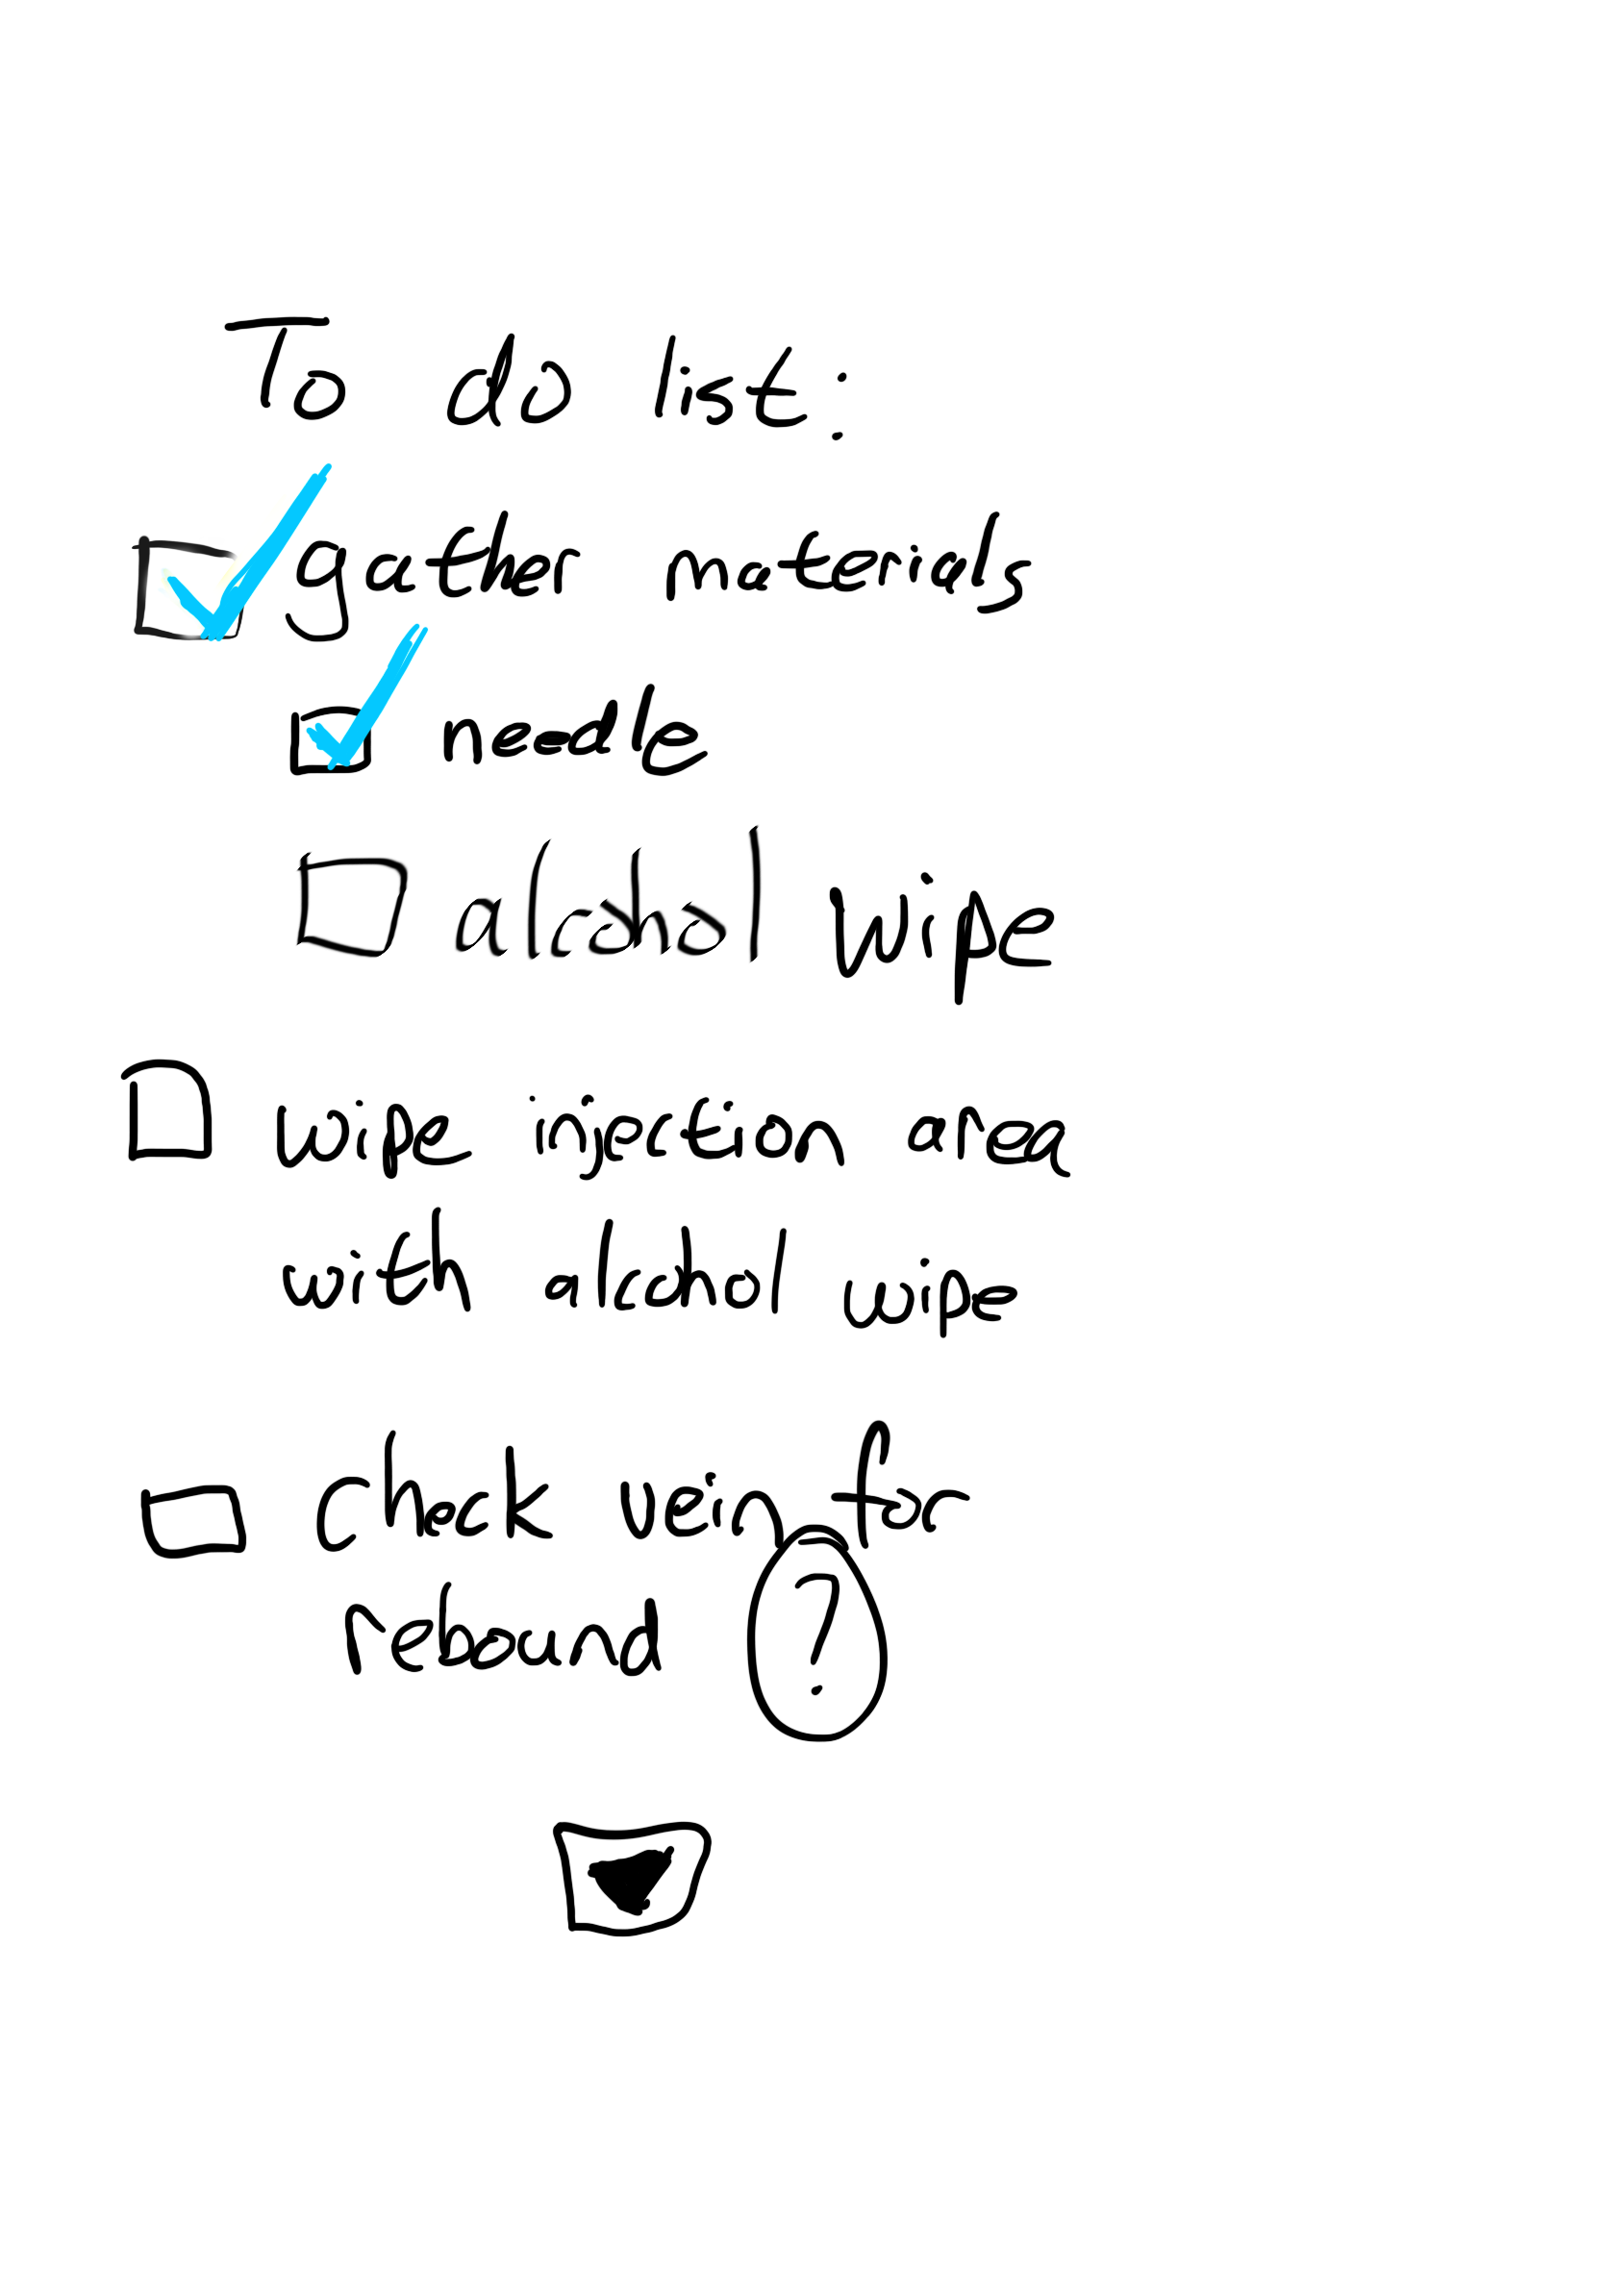 To do list:
gather materials
needle
alcohol wipe
wipe injection area
with alcohol wipe
check vein for
rebound ?